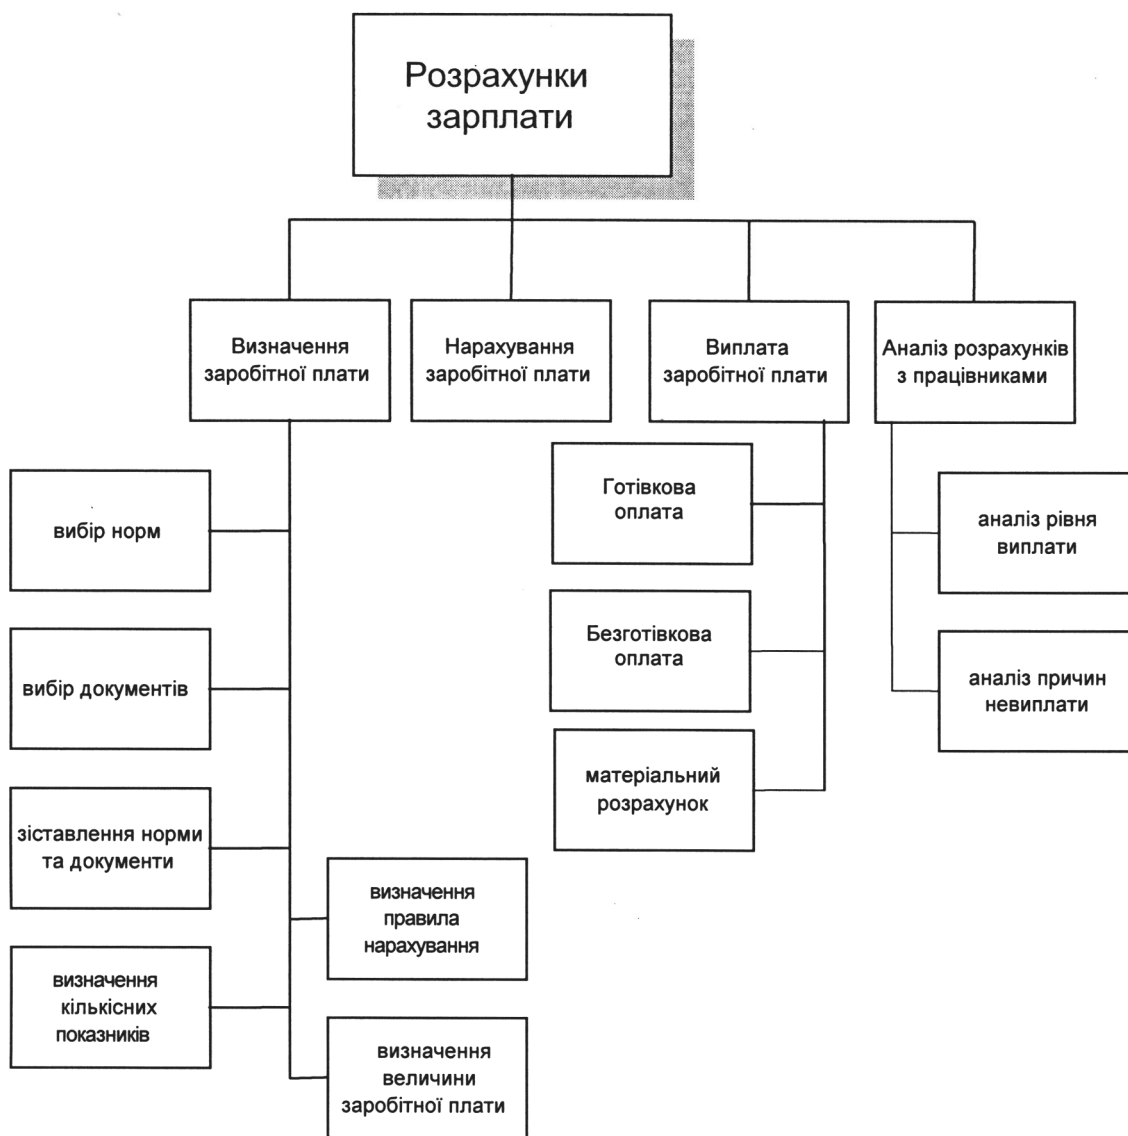 Розрахунки
зарплати
Визначення
заробітної плати
Нарахування
заробітної плати
Виплата
заробітної плати
Аналіз розрахунків
з працівниками
вибір норм
вибір документів
зіставлення норми
та документи
визначення
кількісних
показників
визначення
правила
нарахування
визначення
величини
заробітної плати
Готівкова
оплата
Безготівкова
оплата
матеріальний
розрахунок
аналіз рівня
виплати
аналіз причин
невиплати